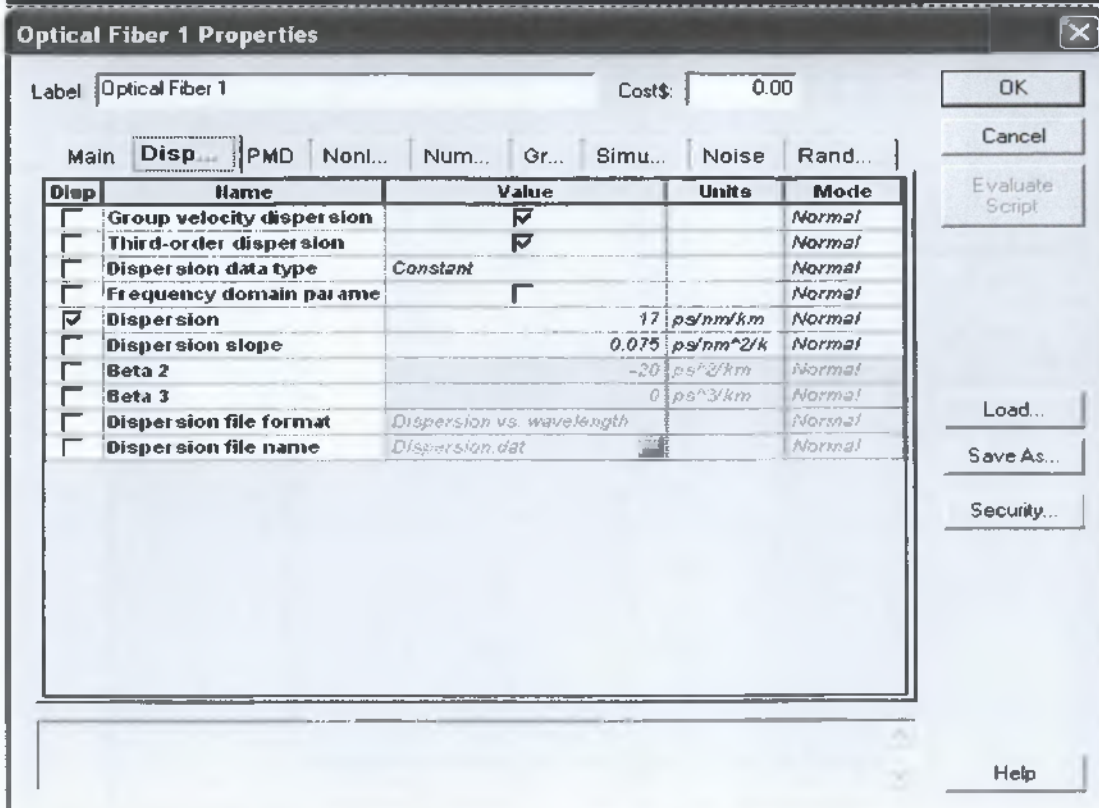 Optical Fiber 1 Properties
Label Optical Fiber 1 Cost$: 0.00
OK
Cancel
Evaluate Script
Main Disp... PMD Nonl... Num... Gr... Simu... Noise Rand...
Disp Name Value Units Mode
Group velocity dispersion Normal
Third-order dispersion Normal
Dispersion data type Constant Normal
Frequency domain parame Normal
Dispersion 17 ps/nm/km Normal
Dispersion slope 0.075 ps/nm^2/k Normal
Beta 2 -20 ps^2/km Normal
Beta 3 0 ps^3/km Normal
Dispersion file format Dispersion vs. wavelength Normal
Dispersion file name Dispersion.dat Normal
Load...
Save As...
Security...
Help